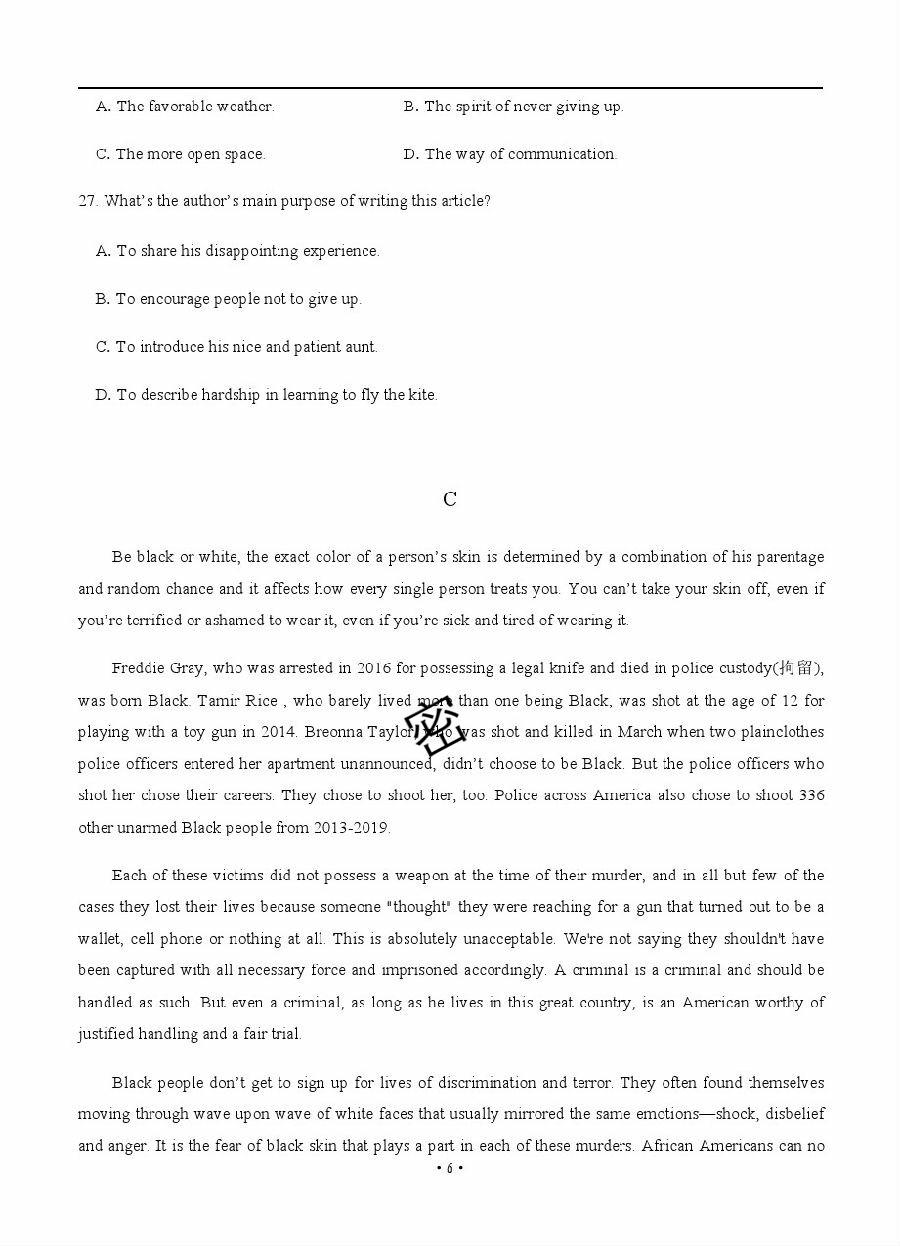 A. The favorable weather. B. The spirit of never giving up.
C. The more open space. D. The way of communication.
27. What's the author's main purpose of writing this article?
A. To share his disappointing experience.
B. To encourage people not to give up.
C. To introduce his nice and patient aunt.
D. To describe hardship in learning to fly the kite.
C
Be black or white, the exact color of a person's skin is determined by a combination of his parentage
and random chance and it affects how every single person treats you. You can't take your skin off, even if
you're terrified or ashamed to wear it, even if you're sick and tired of wearing it.
Freddie Gray, who was arrested in 2016 for possessing a legal knife and died in police custody(拘留),
was born Black. Tamir Rice , who barely lived more than one being Black, was shot at the age of 12 for
playing with a toy gun in 2014. Breonna Taylor, who was shot and killed in March when two plainclothes
police officers entered her apartment unannounced, didn't choose to be Black. But the police officers who
shot her chose their careers. They chose to shoot her, too. Police across America also chose to shoot 336
other unarmed Black people from 2013-2019.
Each of these victims did not possess a weapon at the time of their murder, and in all but few of the
cases they lost their lives because someone "thought" they were reaching for a gun that turned out to be a
wallet, cell phone or nothing at all. This is absolutely unacceptable. We're not saying they shouldn't have
been captured with all necessary force and imprisoned accordingly. A criminal is a criminal and should be
handled as such. But even a criminal, as long as he lives in this great country, is an American worthy of
justified handling and a fair trial.
Black people don't get to sign up for lives of discrimination and terror. They often found themselves
moving through wave upon wave of white faces that usually mirrored the same emotions—shock, disbelief
and anger. It is the fear of black skin that plays a part in each of these murders. African Americans can no
• 6 •
密